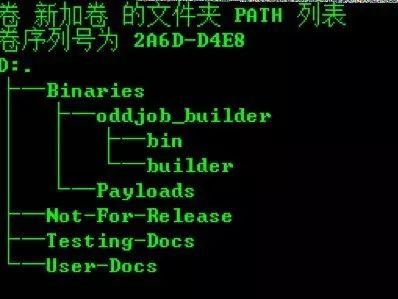 卷 新加卷 的文件夹 PATH 列表
卷序列号为 2A6D-D4E8
D:.
├──Binaries
│  ├──oddjob_builder
│  │  ├──bin
│  │  └──builder
│  └──Payloads
├──Not-For-Release
├──Testing-Docs
└──User-Docs